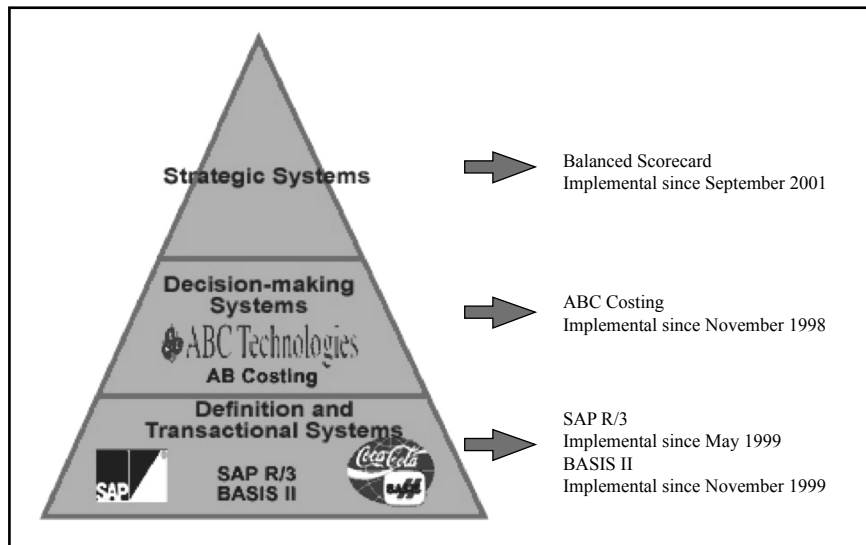 Strategic Systems
Balanced Scorecard
Implemental since September 2001
Decision-making
Systems
ABC Technologies
AB Costing
ABC Costing
Implemental since November 1998
Definition and
Transactional Systems
SAP
SAP R/3
BASIS II
Coca-Cola
SAP R/3
Implemental since May 1999
BASIS II
Implemental since November 1999